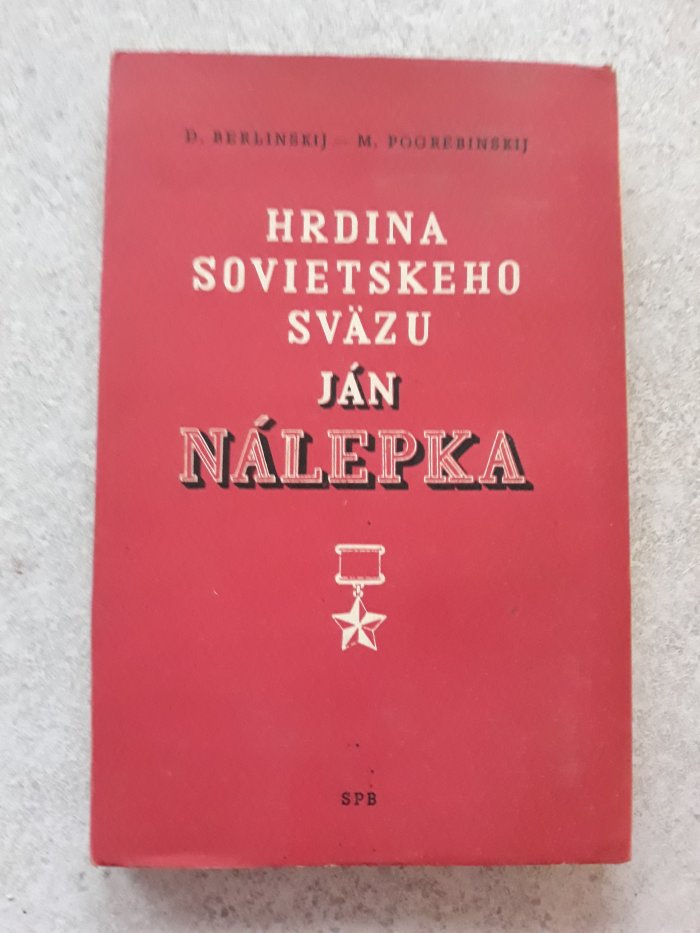 D. BERLINSKIJ – M. POGREBINSKIJ
HRDINA
SOVIETSKEHO
SVÄZU
JÁN
NÁLEPKA
SPB